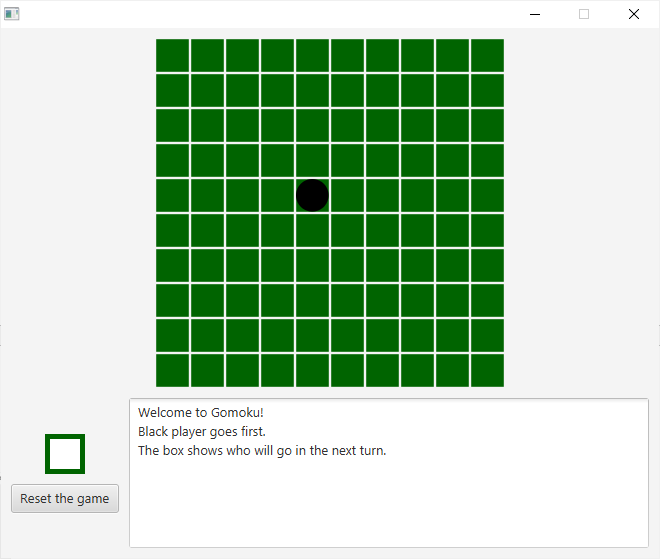 Welcome to Gomoku!
Black player goes first.
The box shows who will go in the next turn.
Reset the game